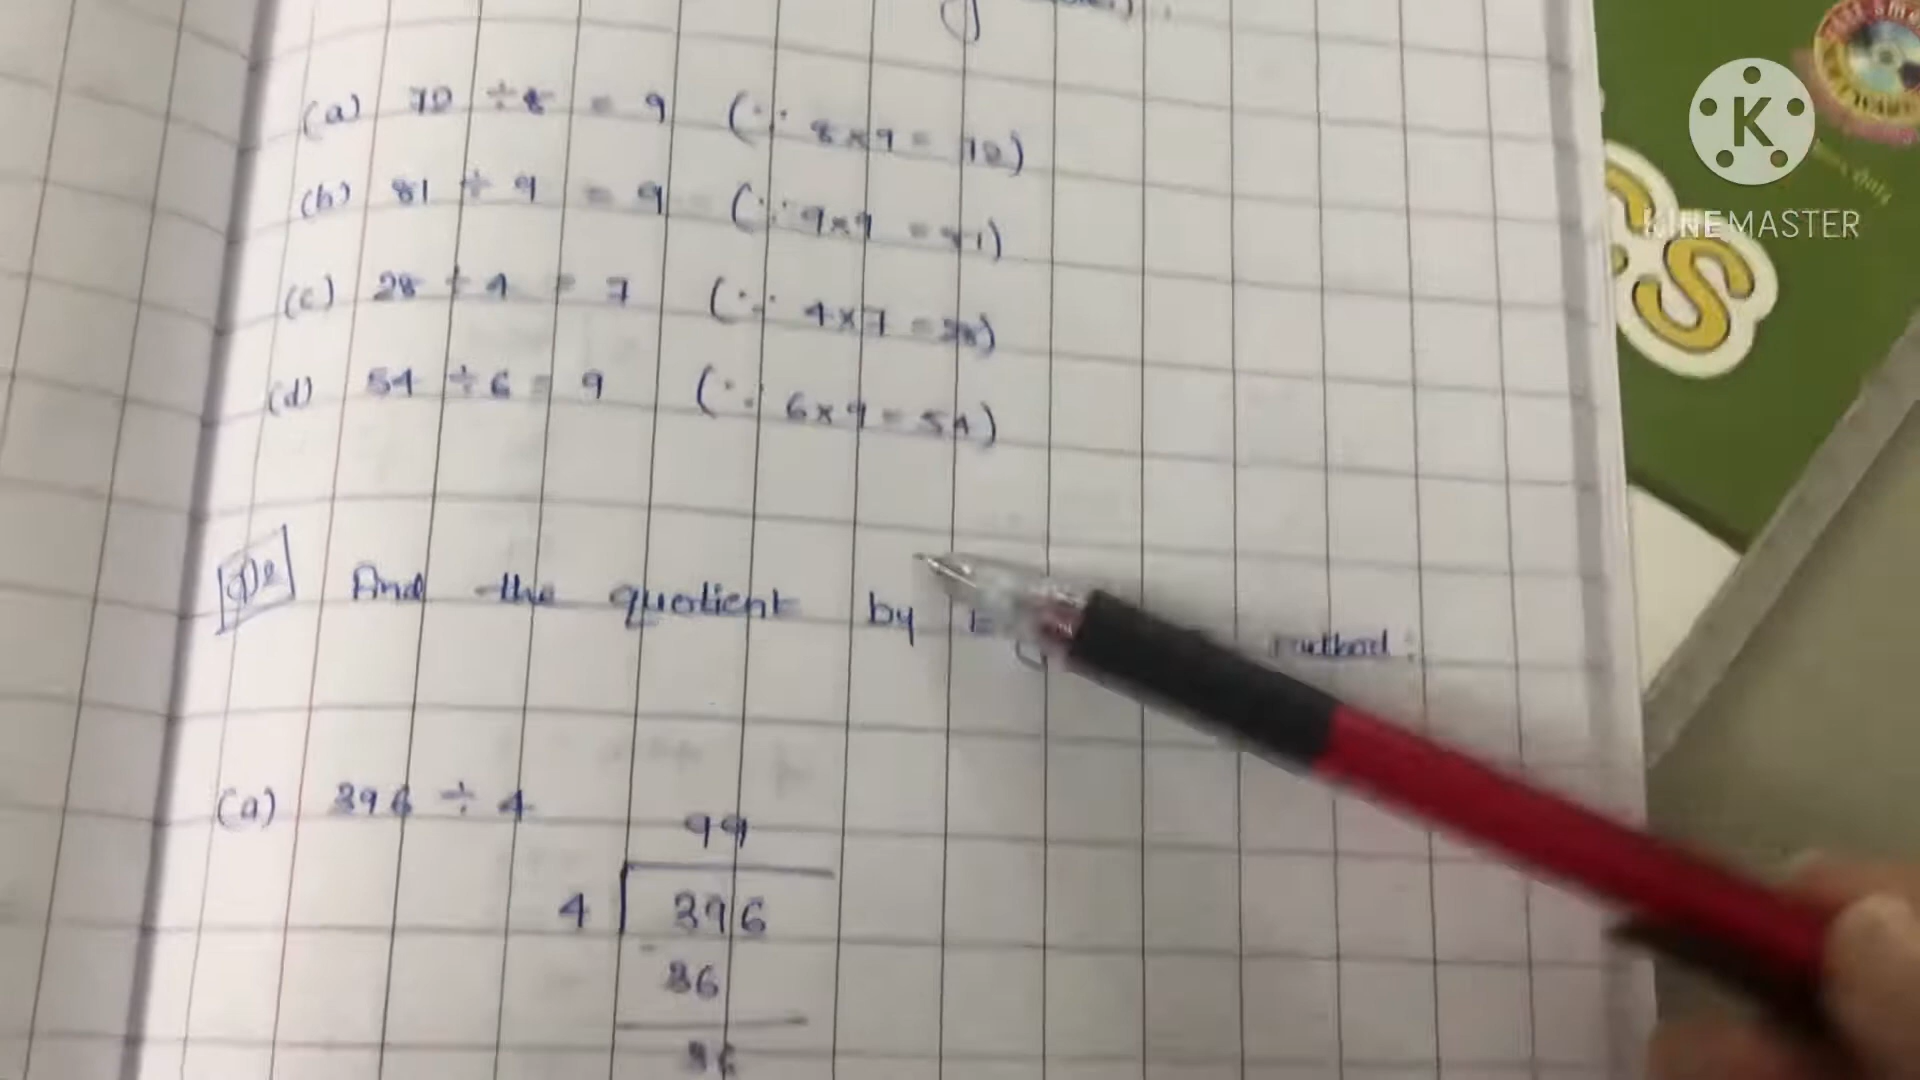 (a) 72 ÷ 8 = 9 (∵ 8×9 = 72)
(b) 81 ÷ 9 = 9 (∵ 9×9 = 81)
(c) 28 ÷ 4 = 7 (∵ 4×7 = 28)
(d) 54 ÷ 6 = 9 (∵ 6×9 = 54)
Q2 Find the quotient by method :
(a) 396 ÷ 4
99
4 396
- 36
36
K
KINEMASTER
CS